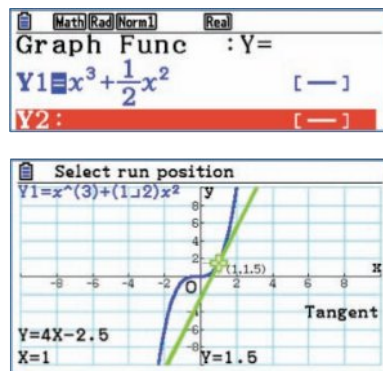 Math Rad Norm1 Real
Graph Func :Y=
Y1=x³+1/2x² [—]
Y2: [—]
Select run position
Y1=x^(3)+(1⌟2)x²
y
8
6
4
2
(1,1.5)
x
-8 -6 -4 -2 O 2 4 6 8
Tangent
-4
-6
Y=4X-2.5
-8
X=1 Y=1.5